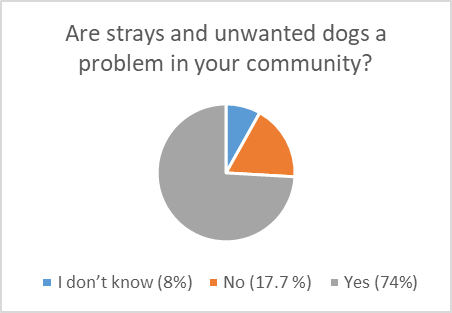 Are strays and unwanted dogs a
problem in your community?
I don’t know (8%) No (17.7 %) Yes (74%)